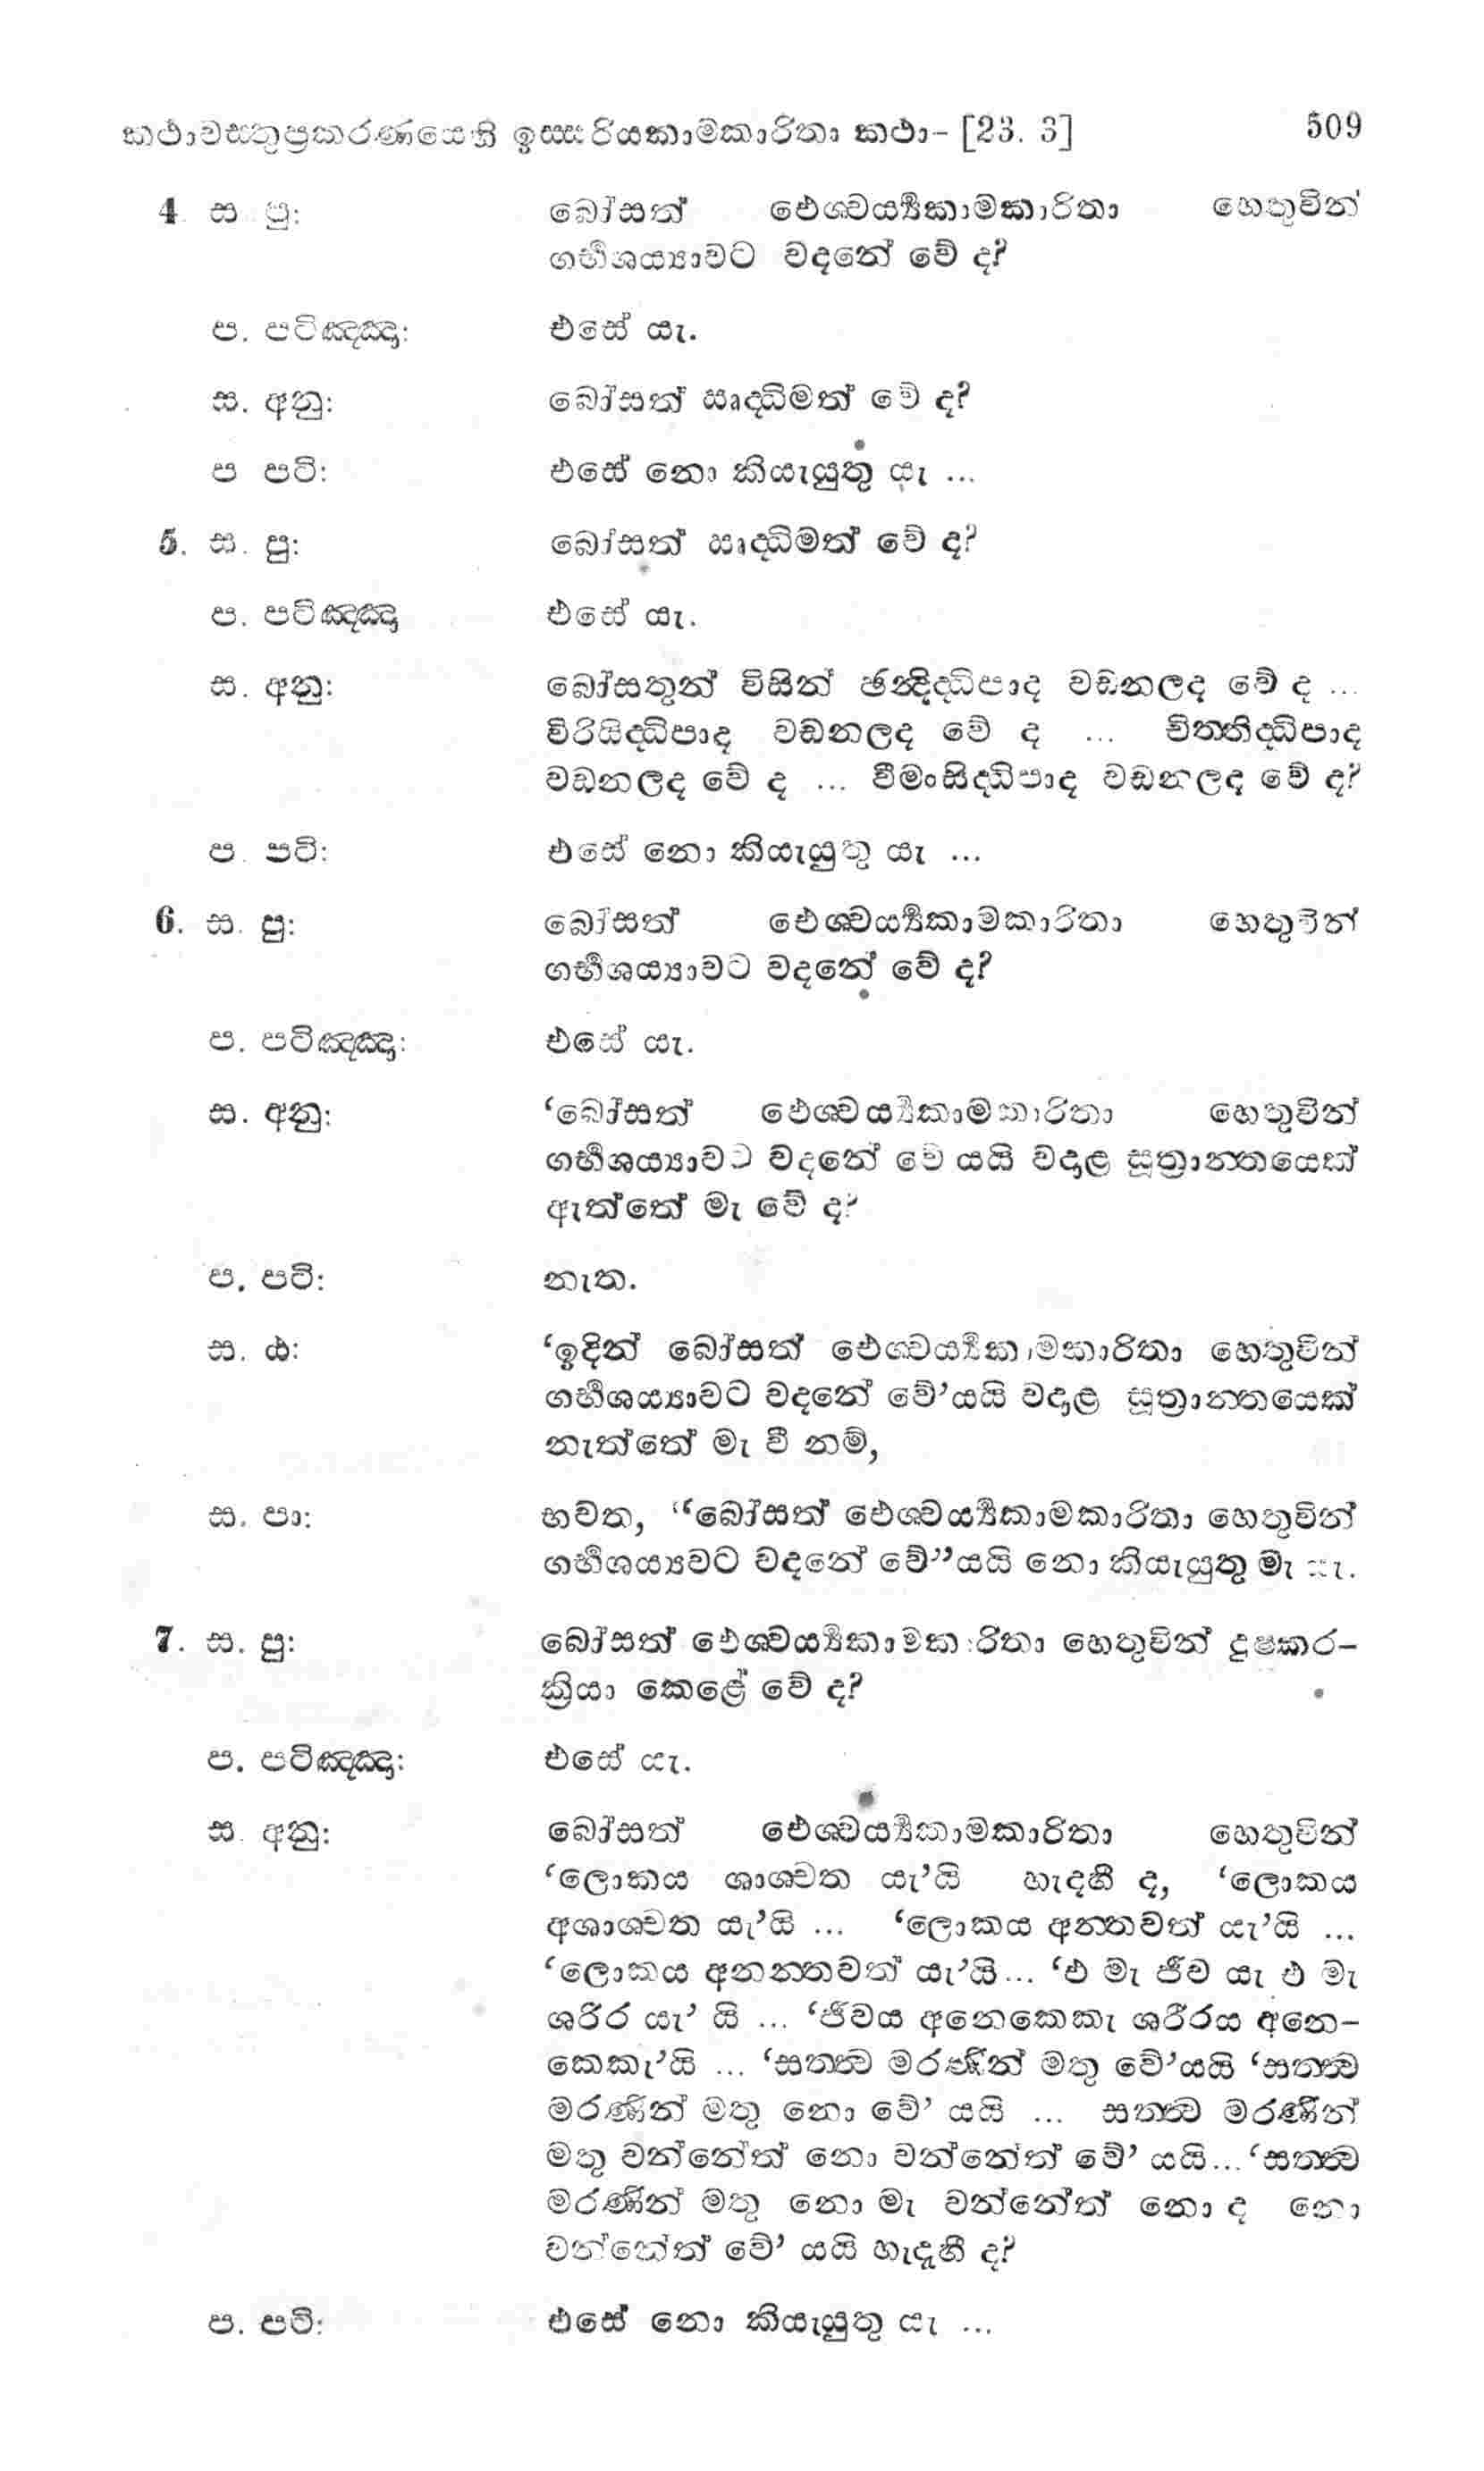 කථාවස්තුප්‍රකරණයෙහි ඉස්සරියකාමකාරිතා කථා- [23. 3] 509
4 ස පු: බෝසත් ඓශ්වර්‍ය්‍යකාමකාරිතා හෙතුවින්
ගර්‍භශය්‍යාවට වදනේ වේ ද?
ප. පටිඤ්ඤා: එසේ යැ.
ස. අනු: බෝසත් ඍද්ධිමත් වේ ද?
ප පටි: එසේ නො කියැයුතු යැ ...
5. ස. පු: බෝසත් ඍද්ධිමත් වේ ද?
ප. පටිඤ්ඤා එසේ යැ.
ස. අනු: බෝසතුන් විසින් ඡන්දිද්ධිපාද වඩනලද වේ ද ...
විරියිද්ධිපාද වඩනලද වේ ද ... චිත්තිද්ධිපාද
වඩනලද වේ ද ... වීමංසිද්ධිපාද වඩනලද වේ ද?
ප. පටි: එසේ නො කියැයුතු යැ ...
6. ස. පු: බෝසත් ඓශ්වර්‍ය්‍යකාමකාරිතා හෙතුවින්
ගර්‍භශය්‍යාවට වදනේ වේ ද?
ප. පටිඤ්ඤා: එසේ යැ.
ස. අනු: ‘බෝසත් ඓශ්වර්‍ය්‍යකාමකාරිතා හෙතුවින්
ගර්‍භශය්‍යාවට වදනේ වෙ යයි වදාළ සූත්‍රාන්තයෙක්
ඇත්තේ මැ වේ ද?
ප. පටි: නැත.
ස. ඨ: ‘ඉදින් බෝසත් ඓශ්වර්‍ය්‍යකාමකාරිතා හෙතුවින්
ගර්‍භශය්‍යාවට වදනේ වේ’යයි වදාළ සූත්‍රාන්තයෙක්
නැත්තේ මැ වී නම්,
ස. පා: භවත, “බෝසත් ඓශ්වර්‍ය්‍යකාමකාරිතා හෙතුවින්
ගර්‍භශය්‍යවට වදනේ වේ”යයි නො කියැයුතු මැ යැ.
7. ස. පු: බෝසත් ඓශ්වර්‍ය්‍යකාමකාරිතා හෙතුවින් දුෂ්කර-
ක්‍රියා කෙළේ වේ ද?
ප. පටිඤ්ඤා: එසේ යැ.
ස. අනු: බෝසත් ඓශ්වර්‍ය්‍යකාමකාරිතා හෙතුවින්
‘ලොකය ශාශ්වත යැ’යි හැදැහී ද, ‘ලොකය
අශාශ්වත යැ’යි ... ‘ලොකය අන්තවත් යැ’යි ...
‘ලොකය අනන්තවත් යැ’යි... ‘එ මැ ජීව යැ එ මැ
ශරීර යැ’ යි ... ‘ජීවය අනෙකෙකැ ශරීරය අනෙ-
කෙකැ’යි ... ‘සත්ත්ව මරණින් මතු වේ’යයි ‘සත්ත්ව
මරණින් මතු නො වේ’ යයි ... සත්ත්ව මරණින්
මතු වන්නේත් නො වන්නේත් වේ’ යයි...‘සත්ත්ව
මරණින් මතු නො මැ වන්නේත් නො ද නො
වන්නේත් වේ’ යයි හැදෑහී ද?
ප. පටි: එසේ නො කියැයුතු යැ ...